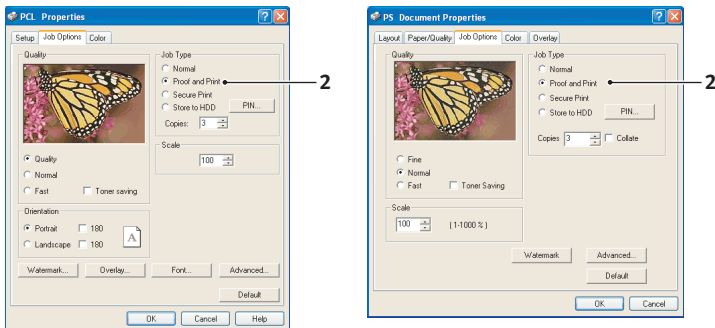 PCL Properties
Setup Job Options Color
Quality
Job Type
Normal
Proof and Print
2
Secure Print
Store to HDD
PIN...
Copies: 3
Scale
100
Quality
Normal
Fast
Toner saving
Orientation
Portrait 180
Landscape 180
A
Watermark... Overlay... Font... Advanced...
Default
OK Cancel Help
PS Document Properties
Layout Paper/Quality Job Options Color Overlay
Quality
Job Type
Normal
Proof and Print
2
Secure Print
Store to HDD
PIN...
Copies 3 Collate
Fine
Normal
Fast
Toner Saving
Scale
100 (1-1000 %)
Watermark Advanced...
Default
OK Cancel